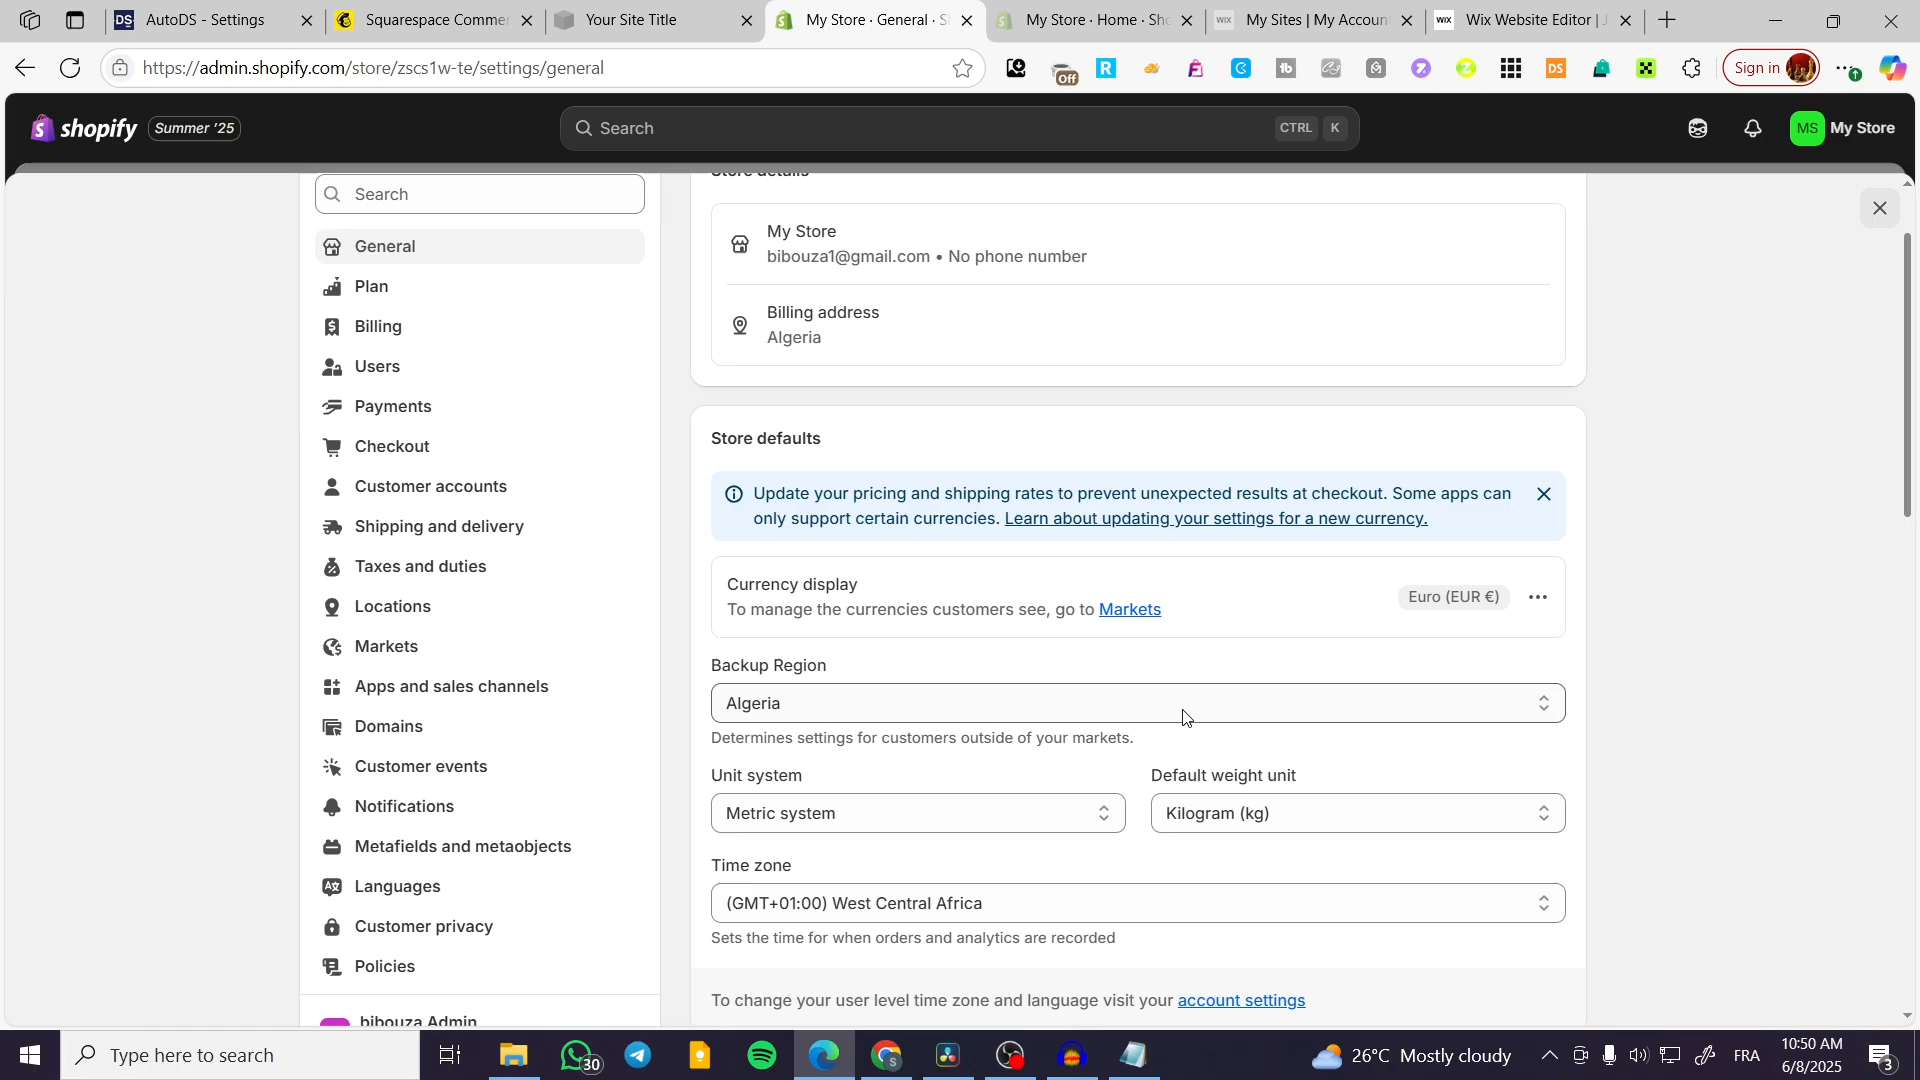 AutoDS - Settings
Squarespace Comme
Your Site Title
My Store · General · S
My Store · Home · Sh
WIX My Sites | My Accoun
WIX Wix Website Editor |
https://admin.shopify.com/store/zscs1w-te/settings/general
Off
Sign in
shopify Summer '25
Search CTRL K
MS My Store
Search
General
Plan
Billing
Users
Payments
Checkout
Customer accounts
Shipping and delivery
Taxes and duties
Locations
Markets
Apps and sales channels
Domains
Customer events
Notifications
Metafields and metaobjects
Languages
Customer privacy
Policies
bibouza Admin
Store details
My Store
bibouza1@gmail.com • No phone number
Billing address
Algeria
Store defaults
Update your pricing and shipping rates to prevent unexpected results at checkout. Some apps can
only support certain currencies. Learn about updating your settings for a new currency.
Currency display
To manage the currencies customers see, go to Markets
Euro (EUR €)
Backup Region
Algeria
Determines settings for customers outside of your markets.
Unit system
Metric system
Default weight unit
Kilogram (kg)
Time zone
(GMT+01:00) West Central Africa
Sets the time for when orders and analytics are recorded
To change your user level time zone and language visit your account settings
Type here to search
30
26°C Mostly cloudy
FRA
10:50 AM
6/8/2025
3